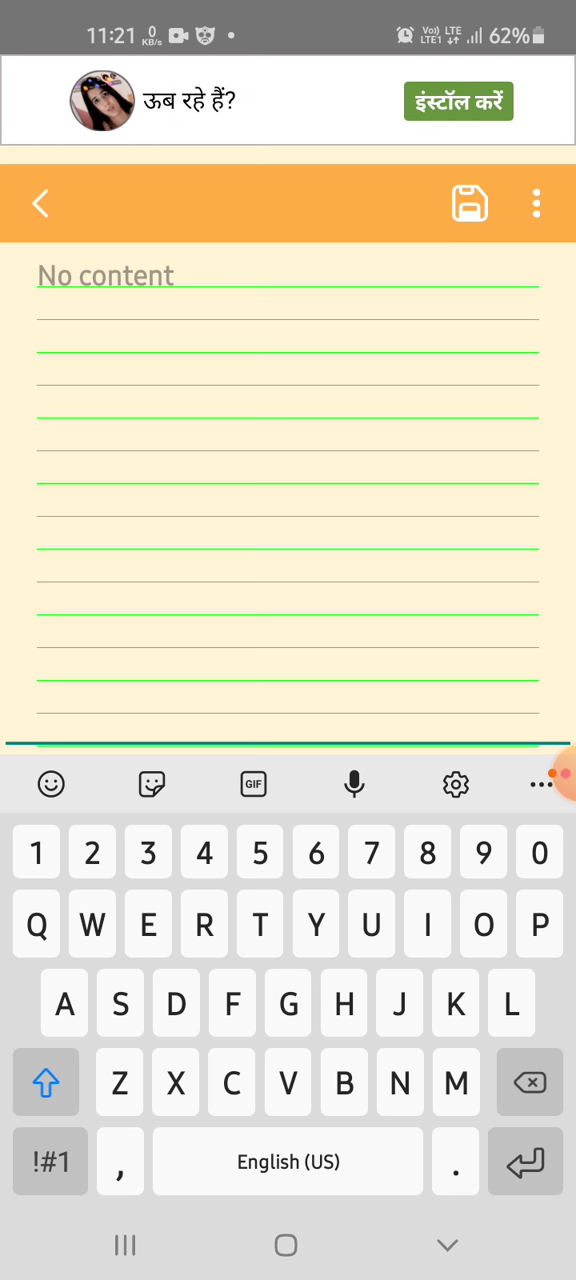 11:21 0 KB/s Vo) LTE LTE1 62%
ऊब रहे हैं?
इंस्टॉल करें
No content
GIF
1 2 3 4 5 6 7 8 9 0
Q W E R T Y U I O P
A S D F G H J K L
Z X C V B N M
!#1 , English (US) .